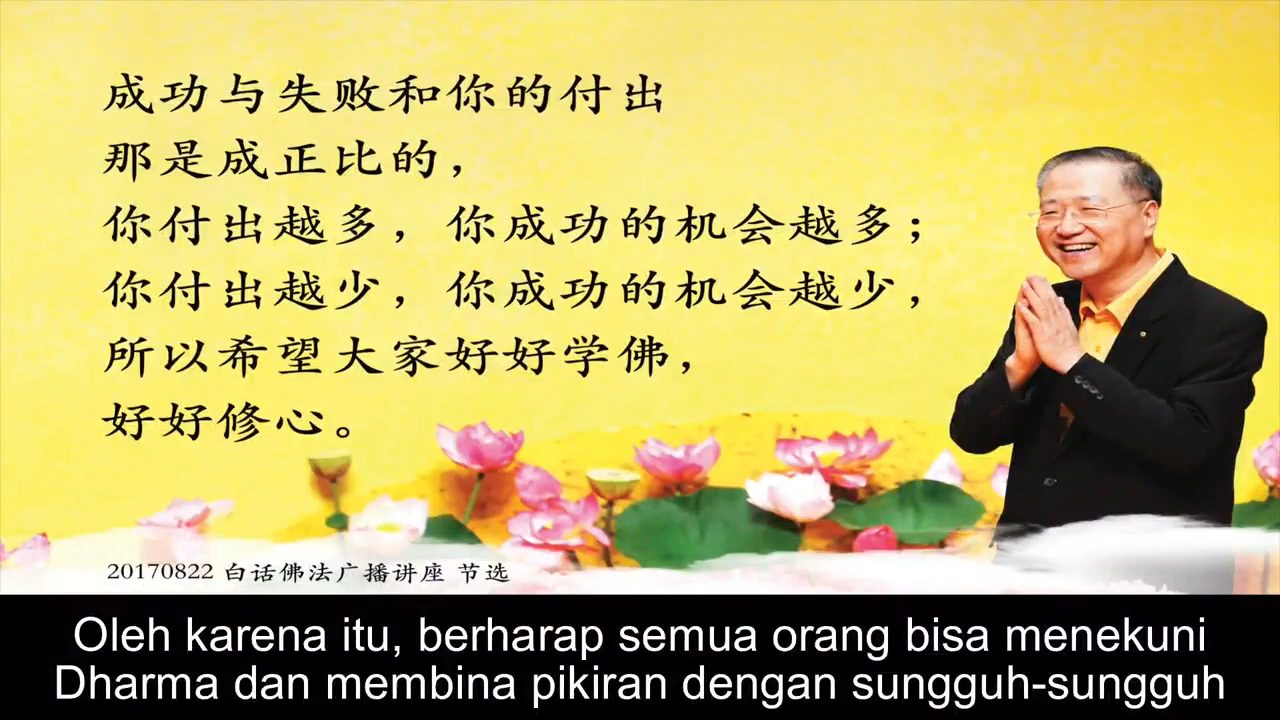 成功与失败和你的付出
那是成正比的，
你付出越多，你成功的机会越多；
你付出越少，你成功的机会越少，
所以希望大家好好学佛，
好好修心。
20170822 白话佛法广播讲座 节选
Oleh karena itu, berharap semua orang bisa menekuni
Dharma dan membina pikiran dengan sungguh-sungguh